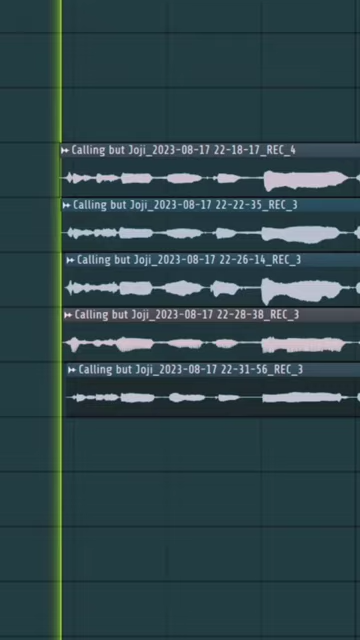 Calling but Joji_2023-08-17 22-18-17_REC_4
Calling but Joji_2023-08-17 22-22-35_REC_3
Calling but Joji_2023-08-17 22-26-14_REC_3
Calling but Joji_2023-08-17 22-28-38_REC_3
Calling but Joji_2023-08-17 22-31-56_REC_3